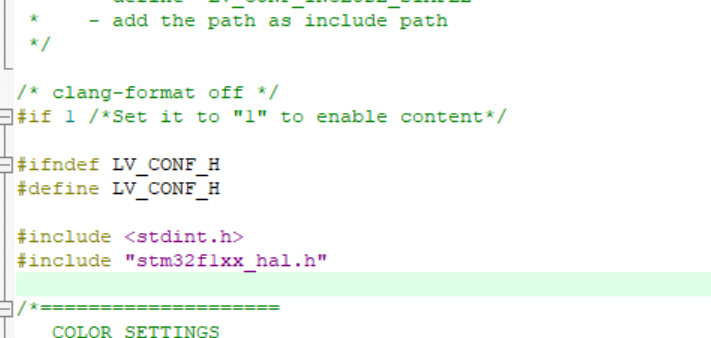 * - add the path as include path
*/
/* clang-format off */
#if 1 /*Set it to "1" to enable content*/
#ifndef LV_CONF_H
#define LV_CONF_H
#include <stdint.h>
#include "stm32f1xx_hal.h"
/*====================
COLOR SETTINGS